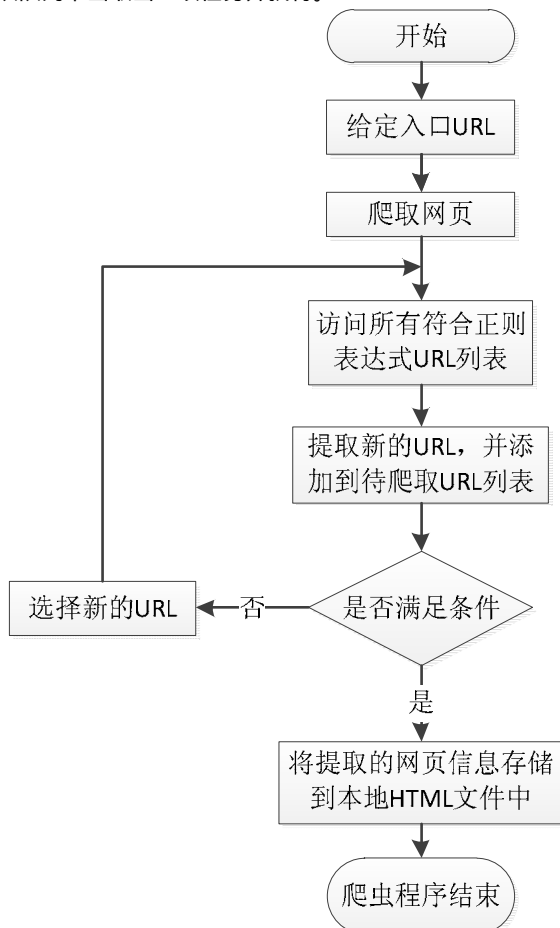 开始
给定入口URL
爬取网页
访问所有符合正则
表达式URL列表
提取新的URL，并添
加到待爬取URL列表
是否满足条件
否
选择新的URL
是
将提取的网页信息存储
到本地HTML文件中
爬虫程序结束